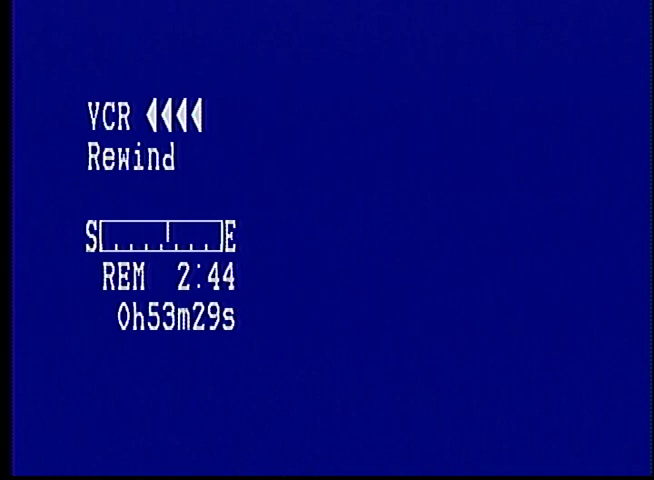 VCR ◀◀◀◀
Rewind
S E
REM 2:44
0h53m29s